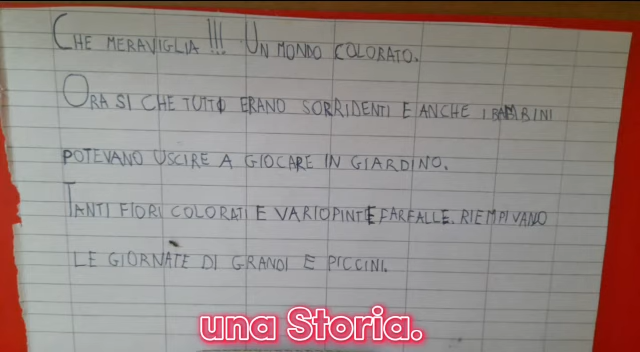 CHE MERAVIGLIA!!! UN MONDO COLORATO.
ORA SI CHE TUTTI ERANO SORRIDENTI E ANCHE I BAMBINI
POTEVANO USCIRE A GIOCARE IN GIARDINO.
TANTI FIORI COLORATI E VARIOPINTE FARFALLE RIEMPIVANO
LE GIORNATE DI GRANDI E PICCINI.
una Storia.